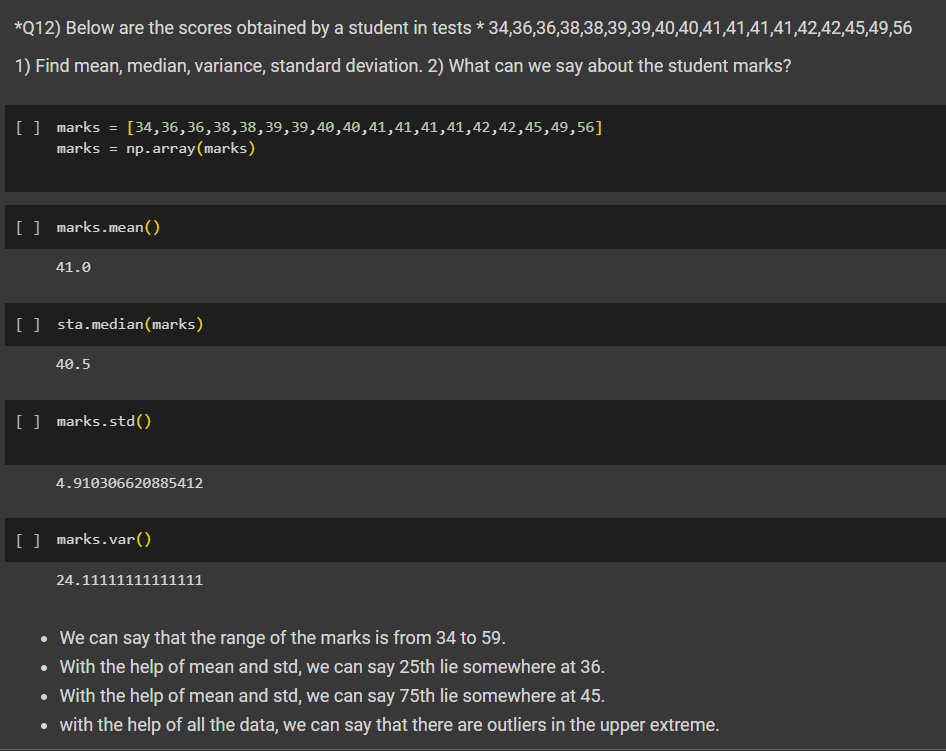 *Q12) Below are the scores obtained by a student in tests * 34,36,36,38,38,39,39,40,40,41,41,41,41,42,42,45,49,56
1) Find mean, median, variance, standard deviation. 2) What can we say about the student marks?
[ ] marks = [34,36,36,38,38,39,39,40,40,41,41,41,41,42,42,45,49,56]
marks = np.array(marks)
[ ] marks.mean()
41.0
[ ] sta.median(marks)
40.5
[ ] marks.std()
4.910306620885412
[ ] marks.var()
24.11111111111111
• We can say that the range of the marks is from 34 to 59.
• With the help of mean and std, we can say 25th lie somewhere at 36.
• With the help of mean and std, we can say 75th lie somewhere at 45.
• with the help of all the data, we can say that there are outliers in the upper extreme.